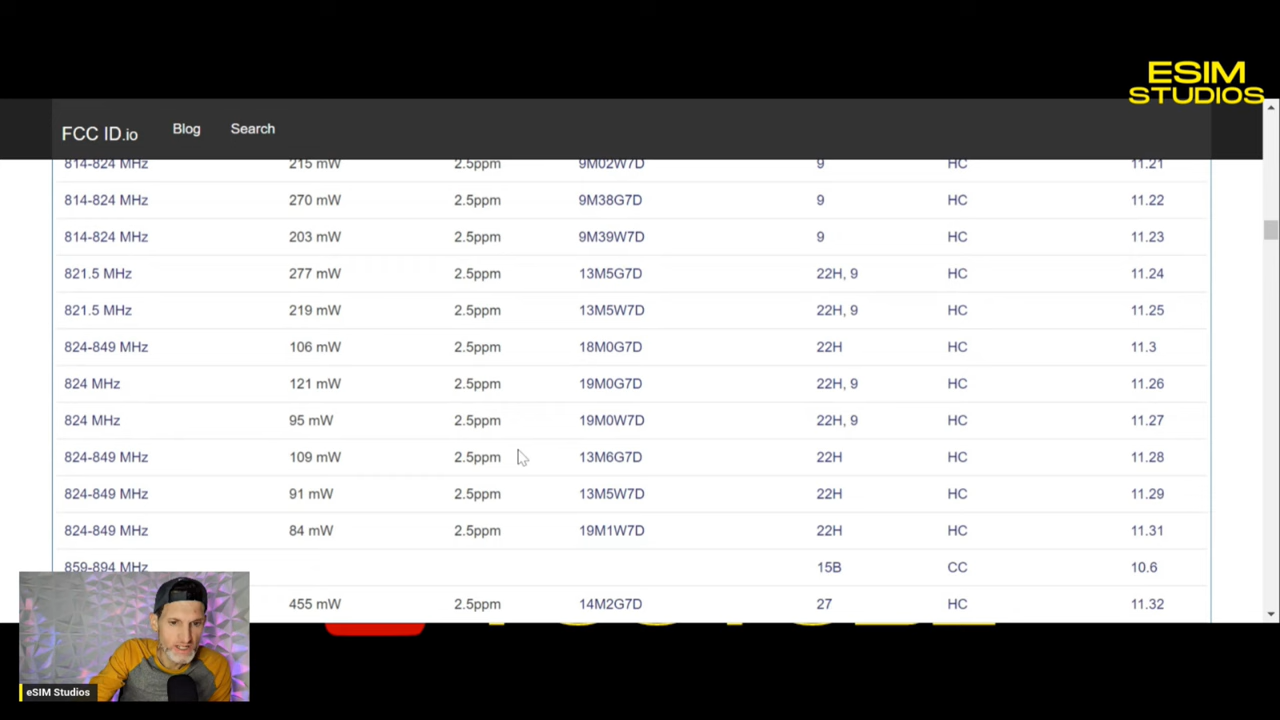 ESIM
STUDIOS
FCC ID.io Blog Search
814-824 MHz 215 mW 2.5ppm 9M02W7D 9 HC 11.21
814-824 MHz 270 mW 2.5ppm 9M38G7D 9 HC 11.22
814-824 MHz 203 mW 2.5ppm 9M39W7D 9 HC 11.23
821.5 MHz 277 mW 2.5ppm 13M5G7D 22H, 9 HC 11.24
821.5 MHz 219 mW 2.5ppm 13M5W7D 22H, 9 HC 11.25
824-849 MHz 106 mW 2.5ppm 18M0G7D 22H HC 11.3
824 MHz 121 mW 2.5ppm 19M0G7D 22H, 9 HC 11.26
824 MHz 95 mW 2.5ppm 19M0W7D 22H, 9 HC 11.27
824-849 MHz 109 mW 2.5ppm 13M6G7D 22H HC 11.28
824-849 MHz 91 mW 2.5ppm 13M5W7D 22H HC 11.29
824-849 MHz 84 mW 2.5ppm 19M1W7D 22H HC 11.31
859-894 MHz 15B CC 10.6
455 mW 2.5ppm 14M2G7D 27 HC 11.32
eSIM Studios